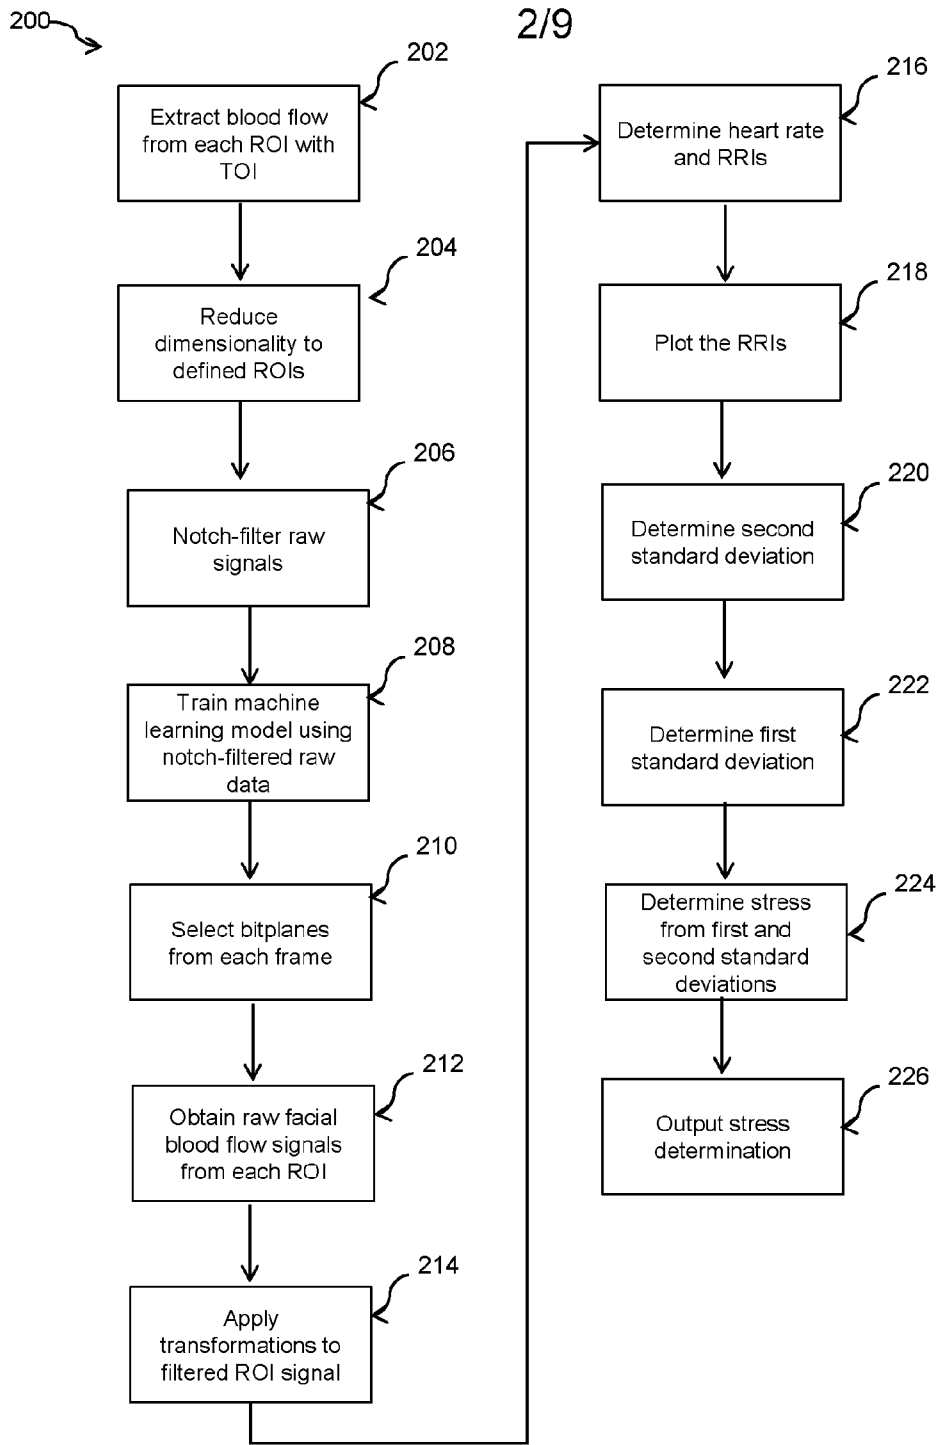 200
2/9
202
Extract blood flow
from each ROI with
TOI
204
Reduce
dimensionality to
defined ROIs
206
Notch-filter raw
signals
208
Train machine
learning model using
notch-filtered raw
data
210
Select bitplanes
from each frame
212
Obtain raw facial
blood flow signals
from each ROI
214
Apply
transformations to
filtered ROI signal
216
Determine heart rate
and RRIs
218
Plot the RRIs
220
Determine second
standard deviation
222
Determine first
standard deviation
224
Determine stress
from first and
second standard
deviations
226
Output stress
determination